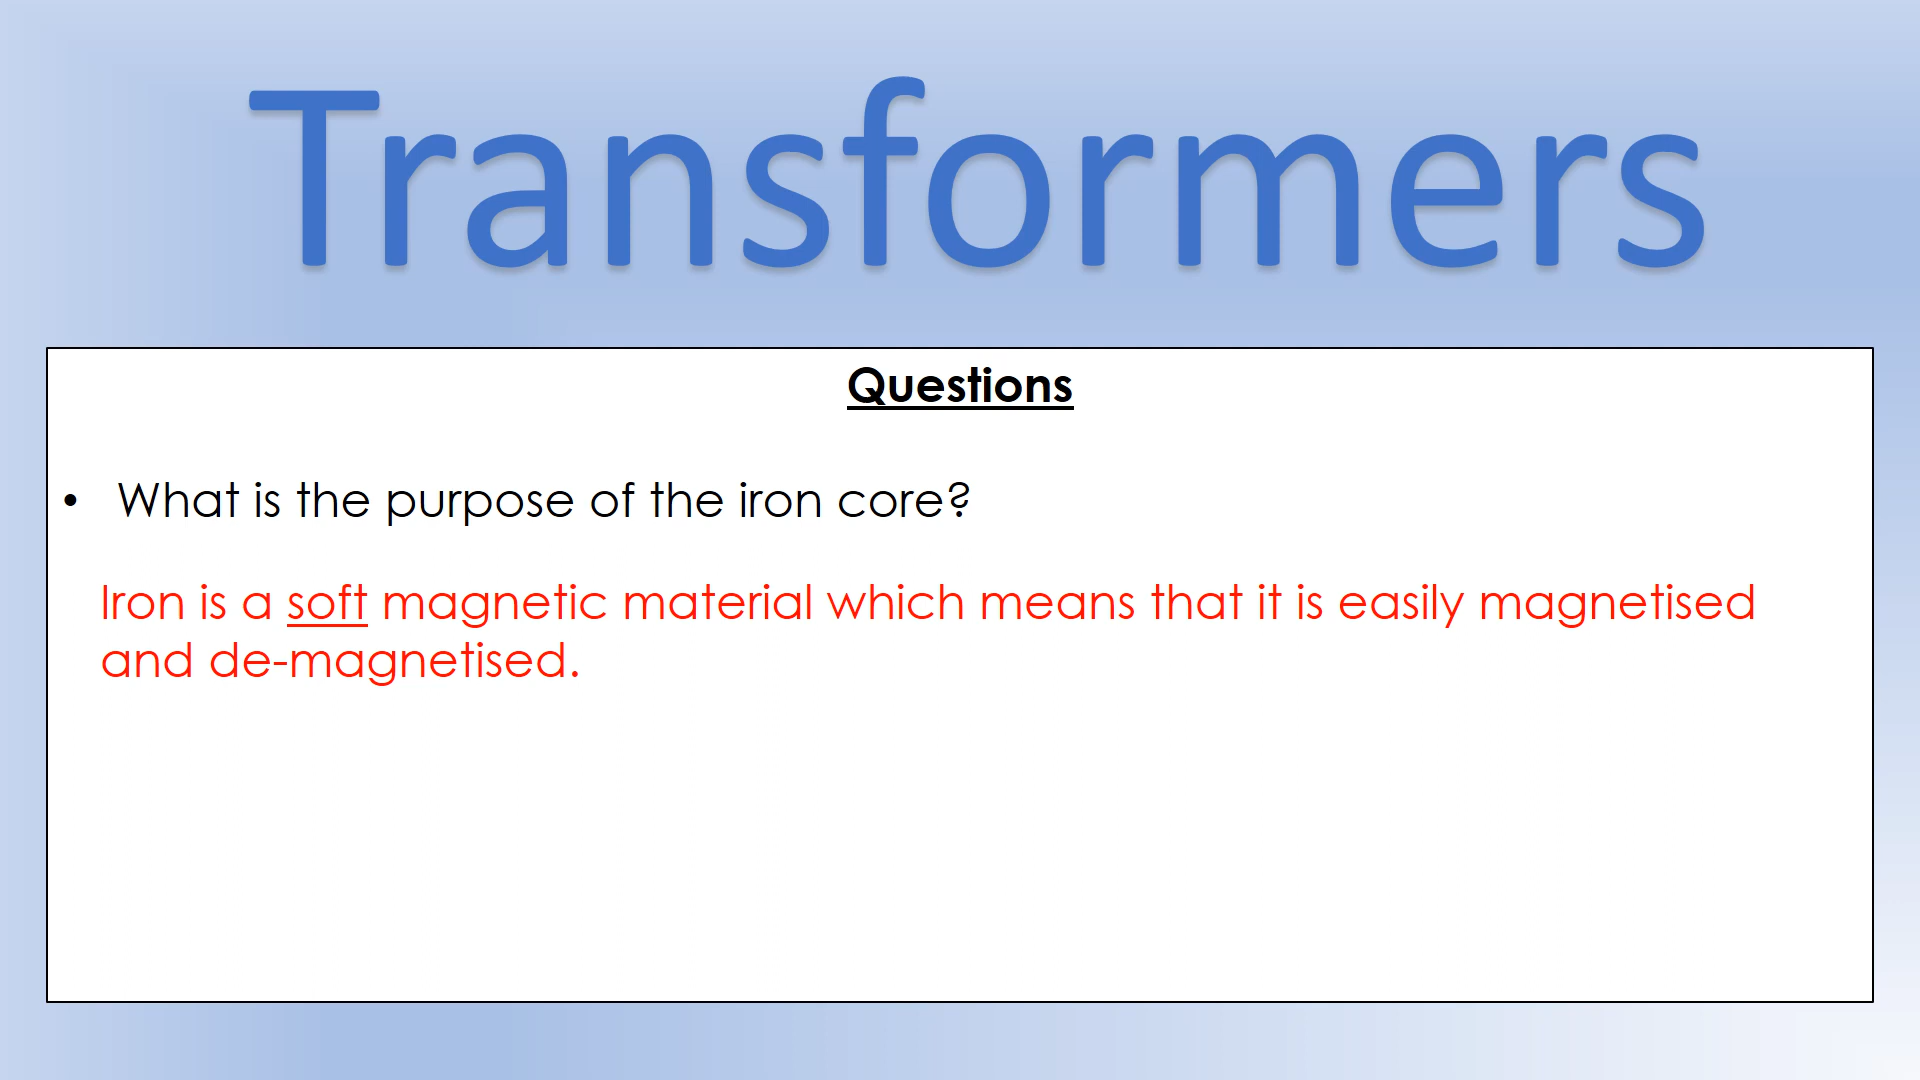 Transformers
Questions
• What is the purpose of the iron core?
Iron is a soft magnetic material which means that it is easily magnetised
and de-magnetised.